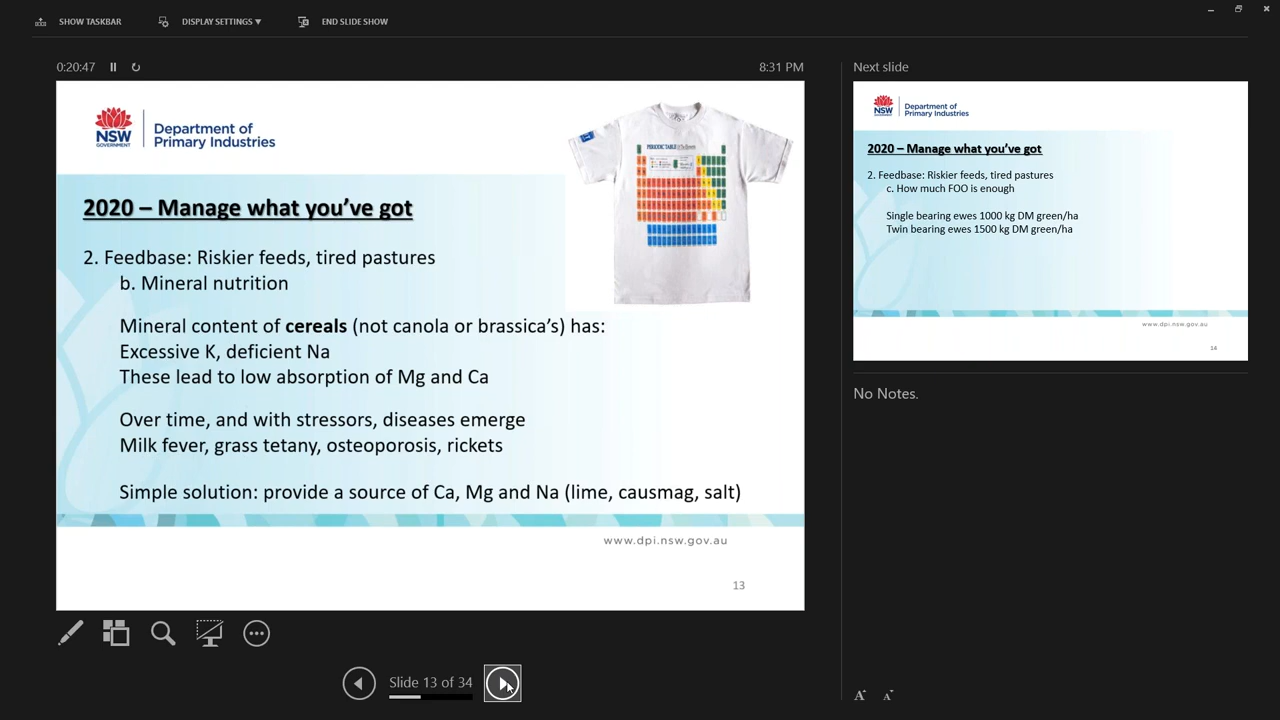 SHOW TASKBAR
DISPLAY SETTINGS ▼
END SLIDE SHOW
0:20:47
8:31 PM
NSW
GOVERNMENT
Department of
Primary Industries
PERIODIC TABLE
2020 – Manage what you've got
2. Feedbase: Riskier feeds, tired pastures
b. Mineral nutrition
Mineral content of cereals (not canola or brassica's) has:
Excessive K, deficient Na
These lead to low absorption of Mg and Ca
Over time, and with stressors, diseases emerge
Milk fever, grass tetany, osteoporosis, rickets
Simple solution: provide a source of Ca, Mg and Na (lime, causmag, salt)
www.dpi.nsw.gov.au
13
Slide 13 of 34
Next slide
NSW
GOVERNMENT
Department of
Primary Industries
2020 – Manage what you've got
2. Feedbase: Riskier feeds, tired pastures
c. How much FOO is enough
Single bearing ewes 1000 kg DM green/ha
Twin bearing ewes 1500 kg DM green/ha
www.dpi.nsw.gov.au
14
No Notes.
A A